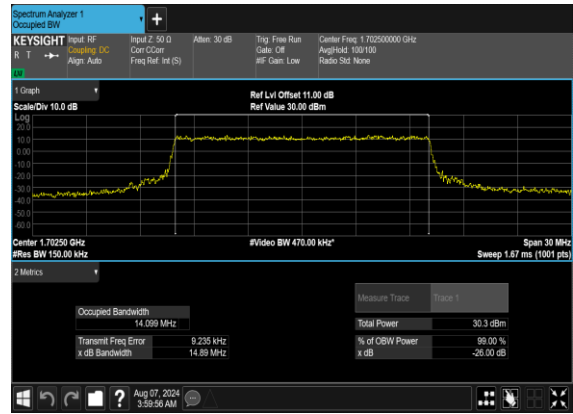 Spectrum Analyzer 1
Occupied BW
+
KEYSIGHT
R T
LW
Input: RF
Coupling: DC
Align: Auto
Input Z: 50 Ω
Corr CCorr
Freq Ref: Int (S)
Atten: 30 dB
Trig: Free Run
Gate: Off
#IF Gain: Low
Center Freq: 1.702500000 GHz
Avg|Hold: 100/100
Radio Std: None
1 Graph
Scale/Div 10.0 dB
Ref Lvl Offset 11.00 dB
Ref Value 30.00 dBm
Log
20.0
10.0
0.00
-10.0
-20.0
-30.0
-40.0
-50.0
-60.0
Center 1.70250 GHz
#Res BW 150.00 kHz
#Video BW 470.00 kHz*
Span 30 MHz
Sweep 1.67 ms (1001 pts)
2 Metrics
Measure Trace Trace 1
Occupied Bandwidth
14.099 MHz
Total Power 30.3 dBm
Transmit Freq Error 9.235 kHz
x dB Bandwidth 14.89 MHz
% of OBW Power 99.00 %
x dB -26.00 dB
?
Aug 07, 2024
3:59:56 AM